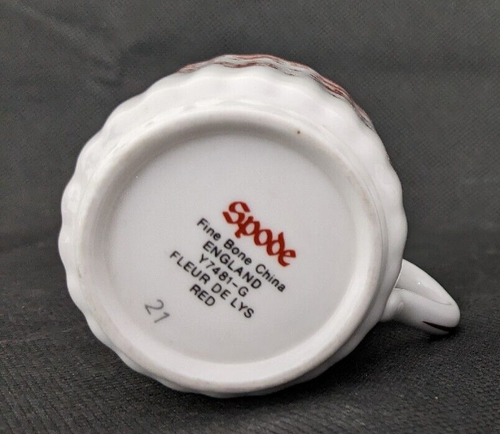 Spode
Fine Bone China
ENGLAND
Y7481-G
FLEUR DE LYS
RED
21